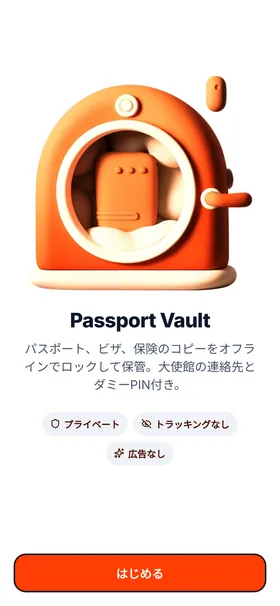 Passport Vault
パスポート、ビザ、保険のコピーをオフラ
インでロックして保管。大使館の連絡先と
ダミーPIN付き。
プライベート
トラッキングなし
広告なし
はじめる